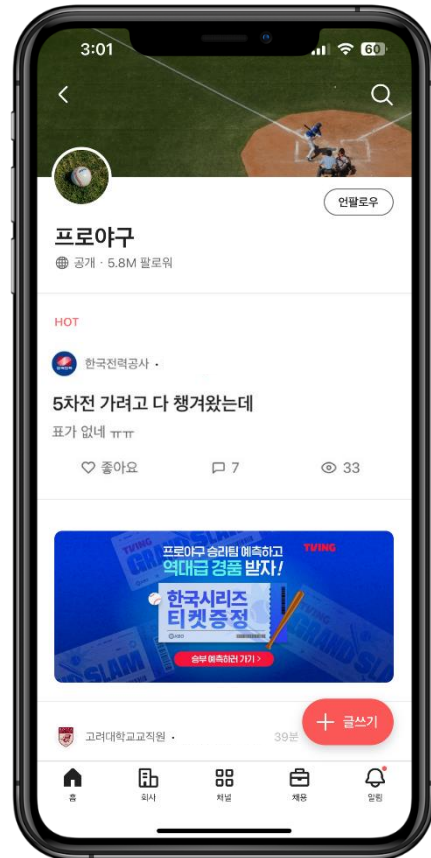 3:01
60
언팔로우
프로야구
공개 · 5.8M 팔로워
HOT
한국전력공사 ·
5차전 가려고 다 챙겨왔는데
표가 없네 ㅠㅠ
좋아요 7 33
프로야구 승리팀 예측하고
역대급 경품 받자!
TVING
한국시리즈
티켓증정
승부 예측하러 가기 >
TVING
GRAND SLAM
고려대학교교직원 · 39분
+ 글쓰기
홈 회사 채널 채용 알림